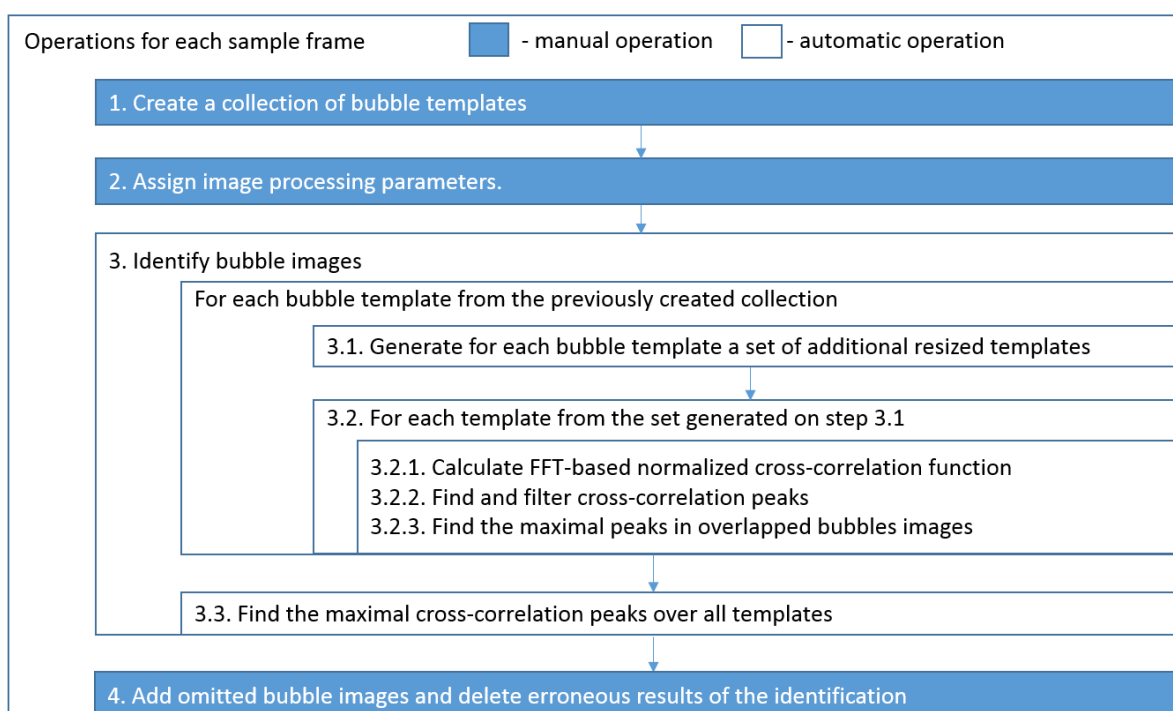 Operations for each sample frame - manual operation - automatic operation
1. Create a collection of bubble templates
2. Assign image processing parameters.
3. Identify bubble images
For each bubble template from the previously created collection
3.1. Generate for each bubble template a set of additional resized templates
3.2. For each template from the set generated on step 3.1
3.2.1. Calculate FFT-based normalized cross-correlation function
3.2.2. Find and filter cross-correlation peaks
3.2.3. Find the maximal peaks in overlapped bubbles images
3.3. Find the maximal cross-correlation peaks over all templates
4. Add omitted bubble images and delete erroneous results of the identification